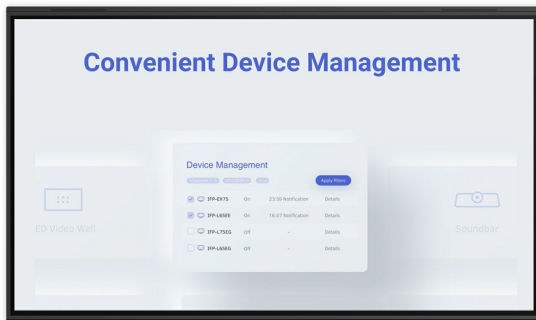 Convenient Device Management
Device Management
Apply filters
IFP-EX75 On 23:59 Notification Details
IFP-L65EE On 16:47 Notification Details
IFP-L75EG Off - Details
IFP-L65EG Off - Details
ED Video Wall
Soundbar